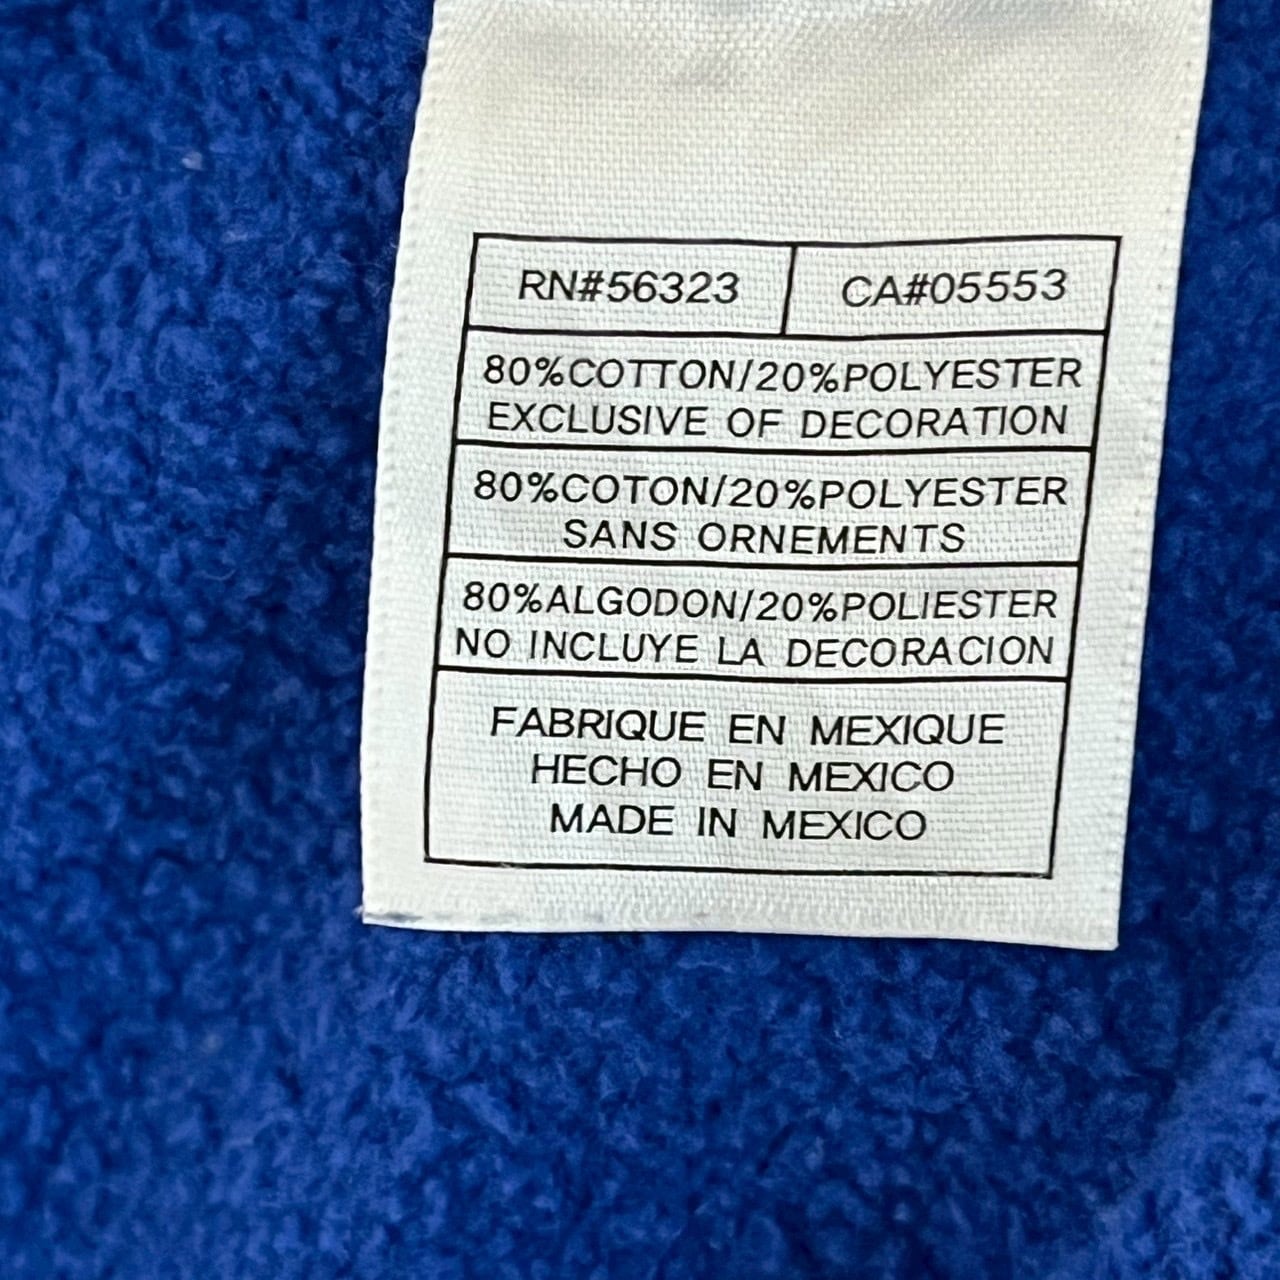 RN#56323 CA#05553
80%COTTON/20%POLYESTER
EXCLUSIVE OF DECORATION
80%COTON/20%POLYESTER
SANS ORNEMENTS
80%ALGODON/20%POLIESTER
NO INCLUYE LA DECORACION
FABRIQUE EN MEXIQUE
HECHO EN MEXICO
MADE IN MEXICO